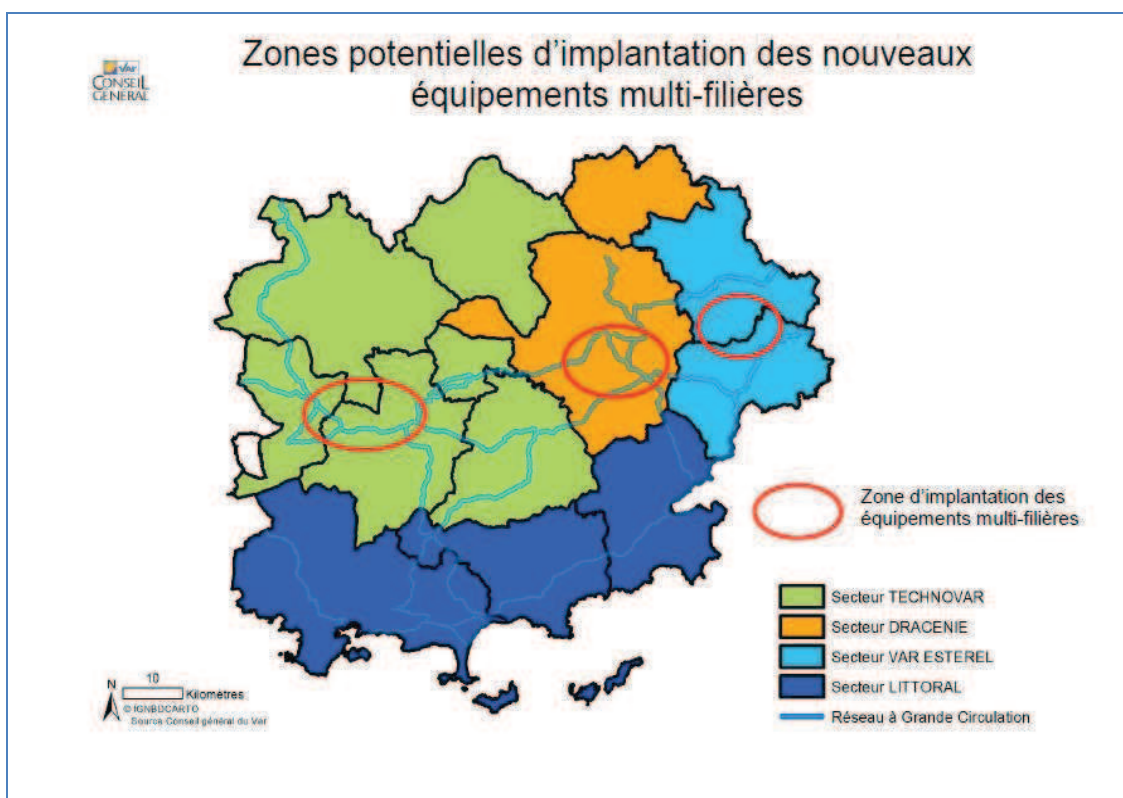 Zones potentielles d'implantation des nouveaux
équipements multi-filières
Var
CONSEIL
GENERAL
Zone d'implantation des
équipements multi-filières
Secteur TECHNOVAR
Secteur DRACENIE
Secteur VAR ESTEREL
Secteur LITTORAL
Réseau à Grande Circulation
N
10
Kilomètres
© IGNBDCARTO
Source Conseil général du Var